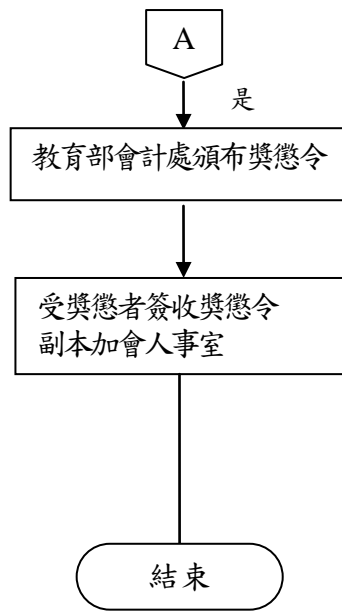 A
是
教育部會計處頒布獎懲令
受獎懲者簽收獎懲令
副本加會人事室
結束